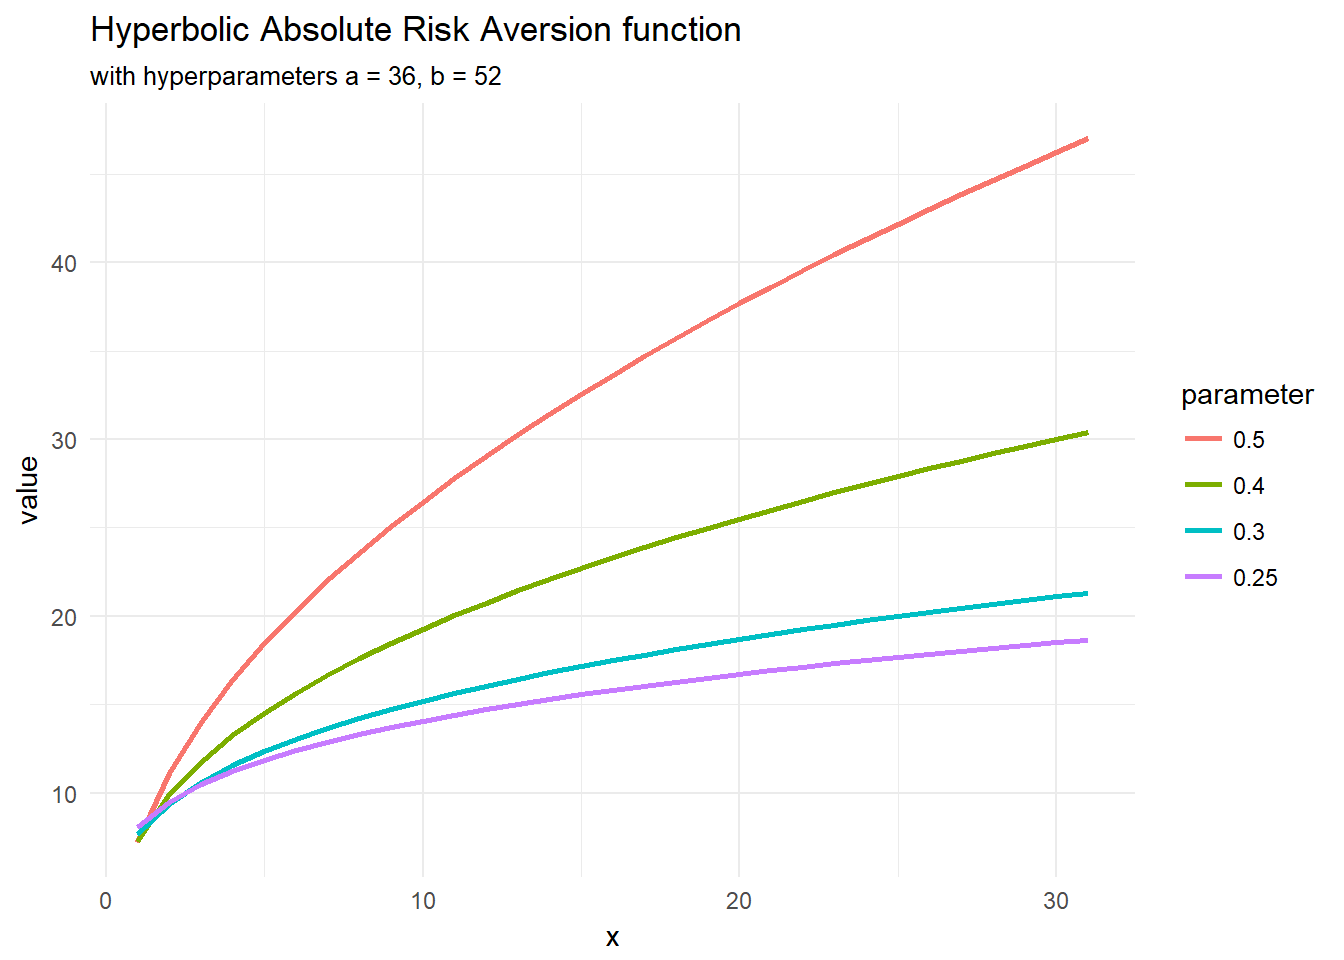 Hyperbolic Absolute Risk Aversion function
with hyperparameters a = 36, b = 52
value
40
30
20
10
0
10
20
30
x
parameter
0.5
0.4
0.3
0.25